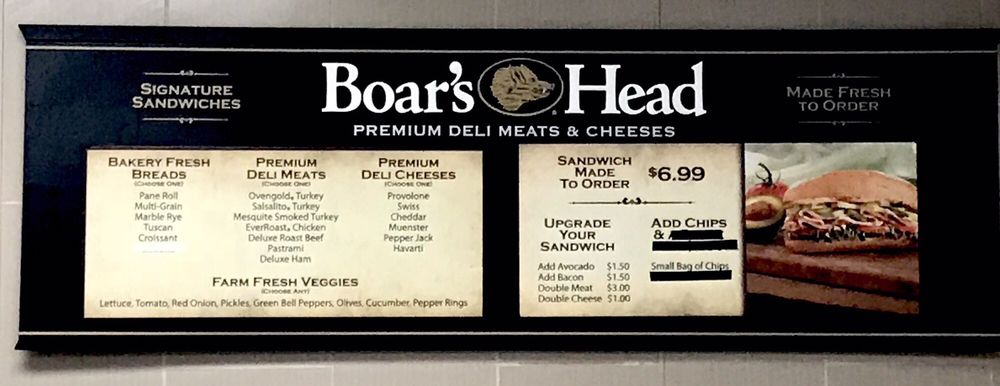 SIGNATURE
SANDWICHES
Boar's Head
PREMIUM DELI MEATS & CHEESES
MADE FRESH
TO ORDER
BAKERY FRESH
BREADS
(CHOOSE ONE)
Pane Roll
Multi-Grain
Marble Rye
Tuscan
Croissant
PREMIUM
DELI MEATS
(CHOOSE ONE)
Ovengold® Turkey
Salsalito® Turkey
Mesquite Smoked Turkey
EverRoast® Chicken
Deluxe Roast Beef
Pastrami
Deluxe Ham
PREMIUM
DELI CHEESES
(CHOOSE ONE)
Provolone
Swiss
Cheddar
Muenster
Pepper Jack
Havarti
FARM FRESH VEGGIES
(CHOOSE ANY)
Lettuce, Tomato, Red Onion, Pickles, Green Bell Peppers, Olives, Cucumber, Pepper Rings
SANDWICH
MADE
TO ORDER
$6.99
UPGRADE
YOUR
SANDWICH
Add Avocado $1.50
Add Bacon $1.50
Double Meat $3.00
Double Cheese $1.00
ADD CHIPS
&
Small Bag of Chips